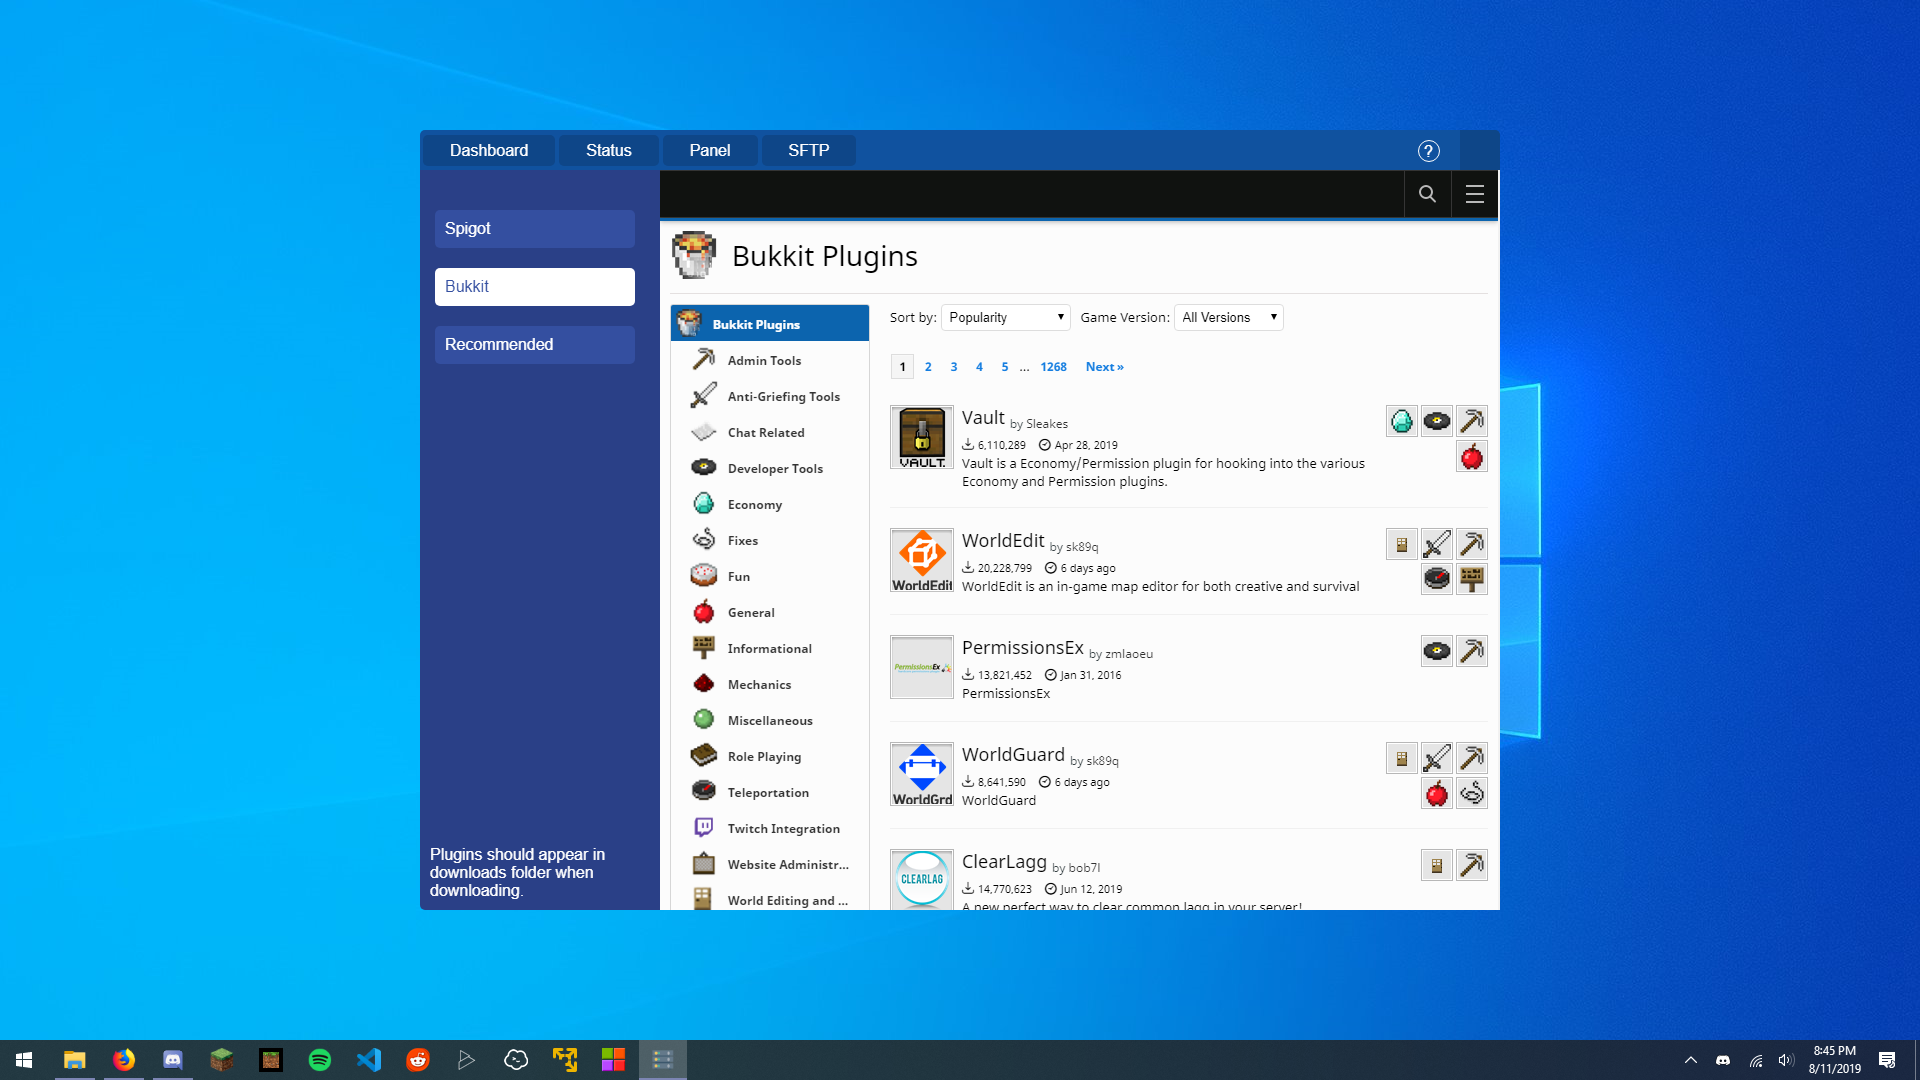 Dashboard Status Panel SFTP ?
Spigot
Bukkit
Recommended
Plugins should appear in
downloads folder when
downloading.
Bukkit Plugins
Bukkit Plugins
Admin Tools
Anti-Griefing Tools
Chat Related
Developer Tools
Economy
Fixes
Fun
General
Informational
Mechanics
Miscellaneous
Role Playing
Teleportation
Twitch Integration
Website Administr...
World Editing and ...
Sort by: Popularity Game Version: All Versions
1 2 3 4 5 ... 1268 Next »
VAULT
Vault by Sleakes
6,110,289 Apr 28, 2019
Vault is a Economy/Permission plugin for hooking into the various
Economy and Permission plugins.
WorldEdit
WorldEdit by sk89q
20,228,799 6 days ago
WorldEdit is an in-game map editor for both creative and survival
PermissionsEx
PermissionsEx by zmlaoeu
13,821,452 Jan 31, 2016
PermissionsEx
WorldGrd
WorldGuard by sk89q
8,641,590 6 days ago
WorldGuard
CLEARLAG
ClearLagg by bob7l
14,770,623 Jun 12, 2019
A new perfect way to clear common lagg in your server!
8:45 PM
8/11/2019